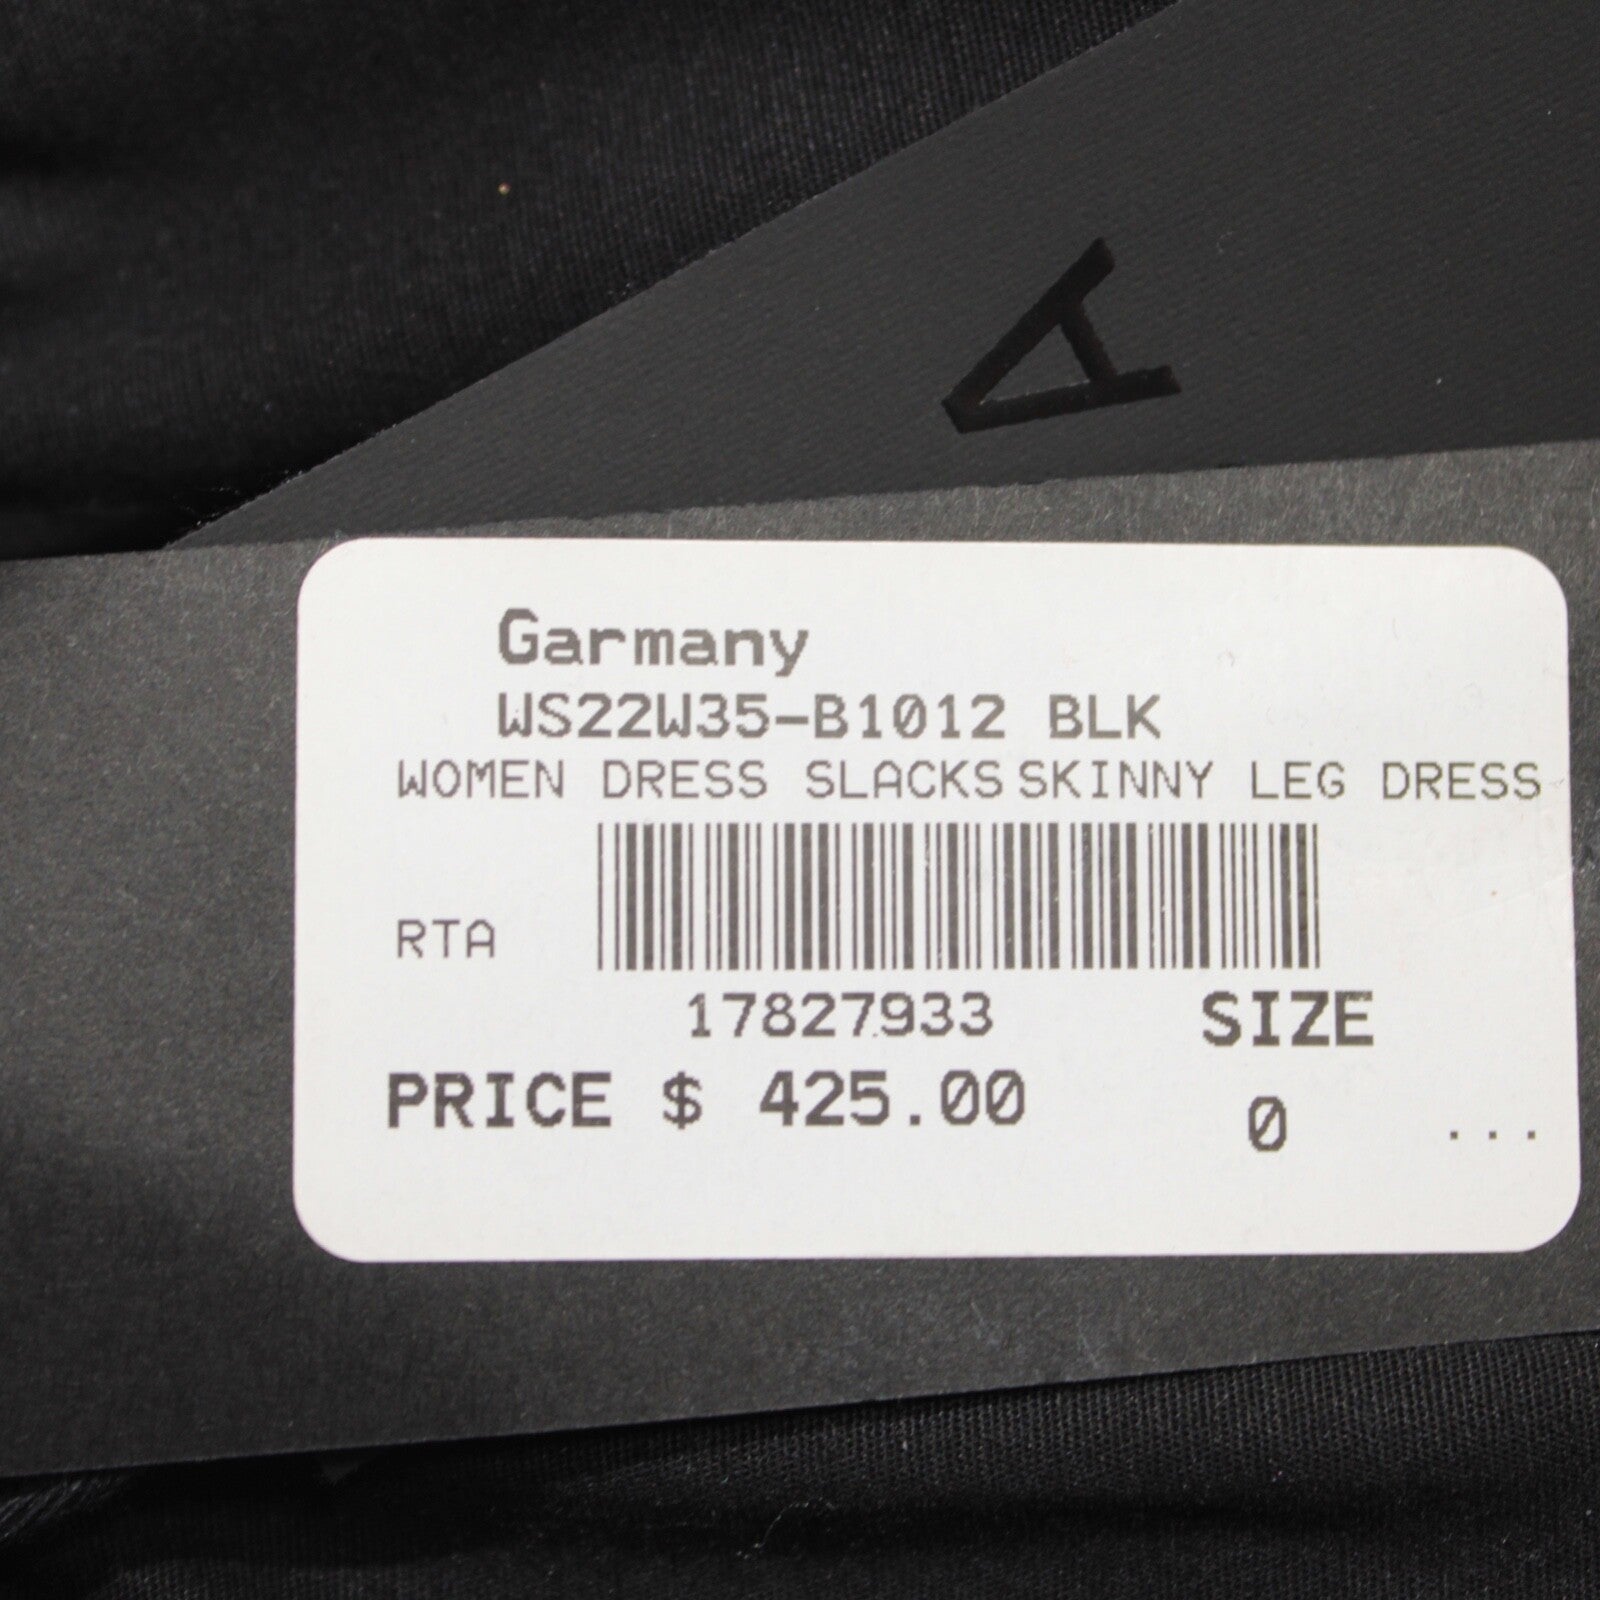 A
Garmany
WS22W35-B1012 BLK
WOMEN DRESS SLACKS SKINNY LEG DRESS
RTA
17827933
SIZE
PRICE $ 425.00
0 ...